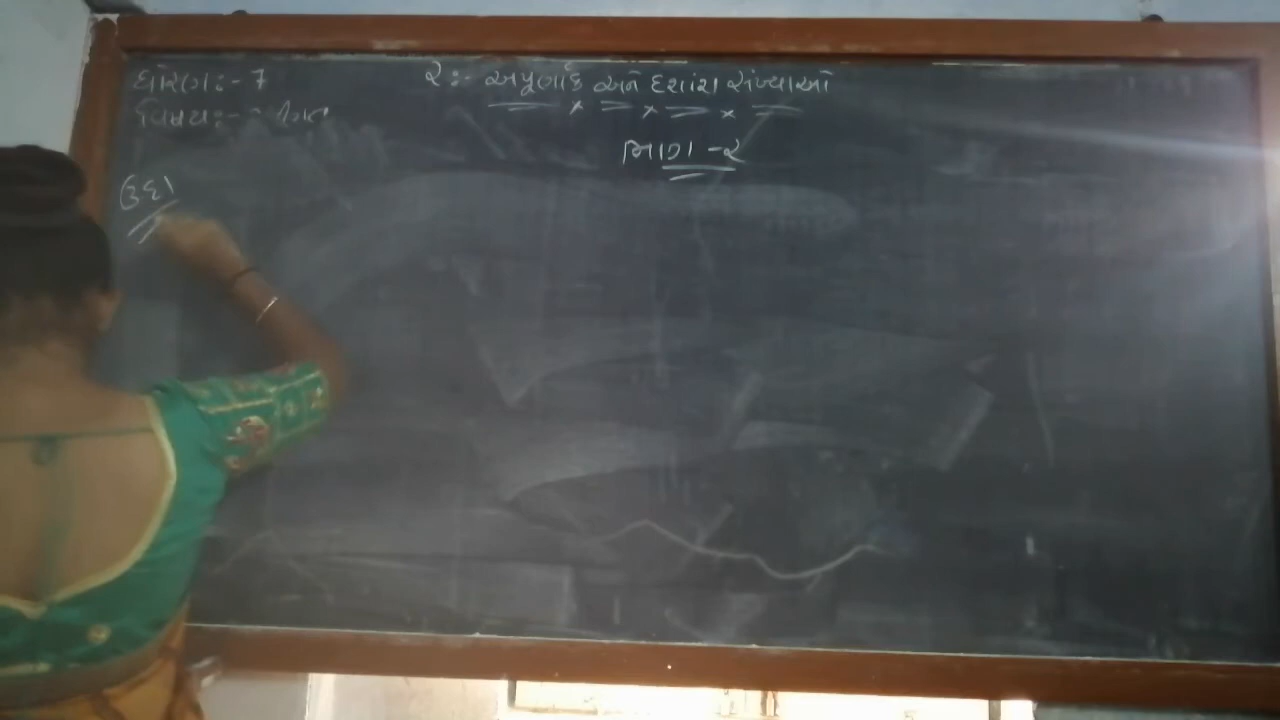 ધોરણ:- 7
૨:- અપૂર્ણાંક અને દશાંશ સંખ્યાઓ
વિષય:-
ભાગ - ૨
ઉદા